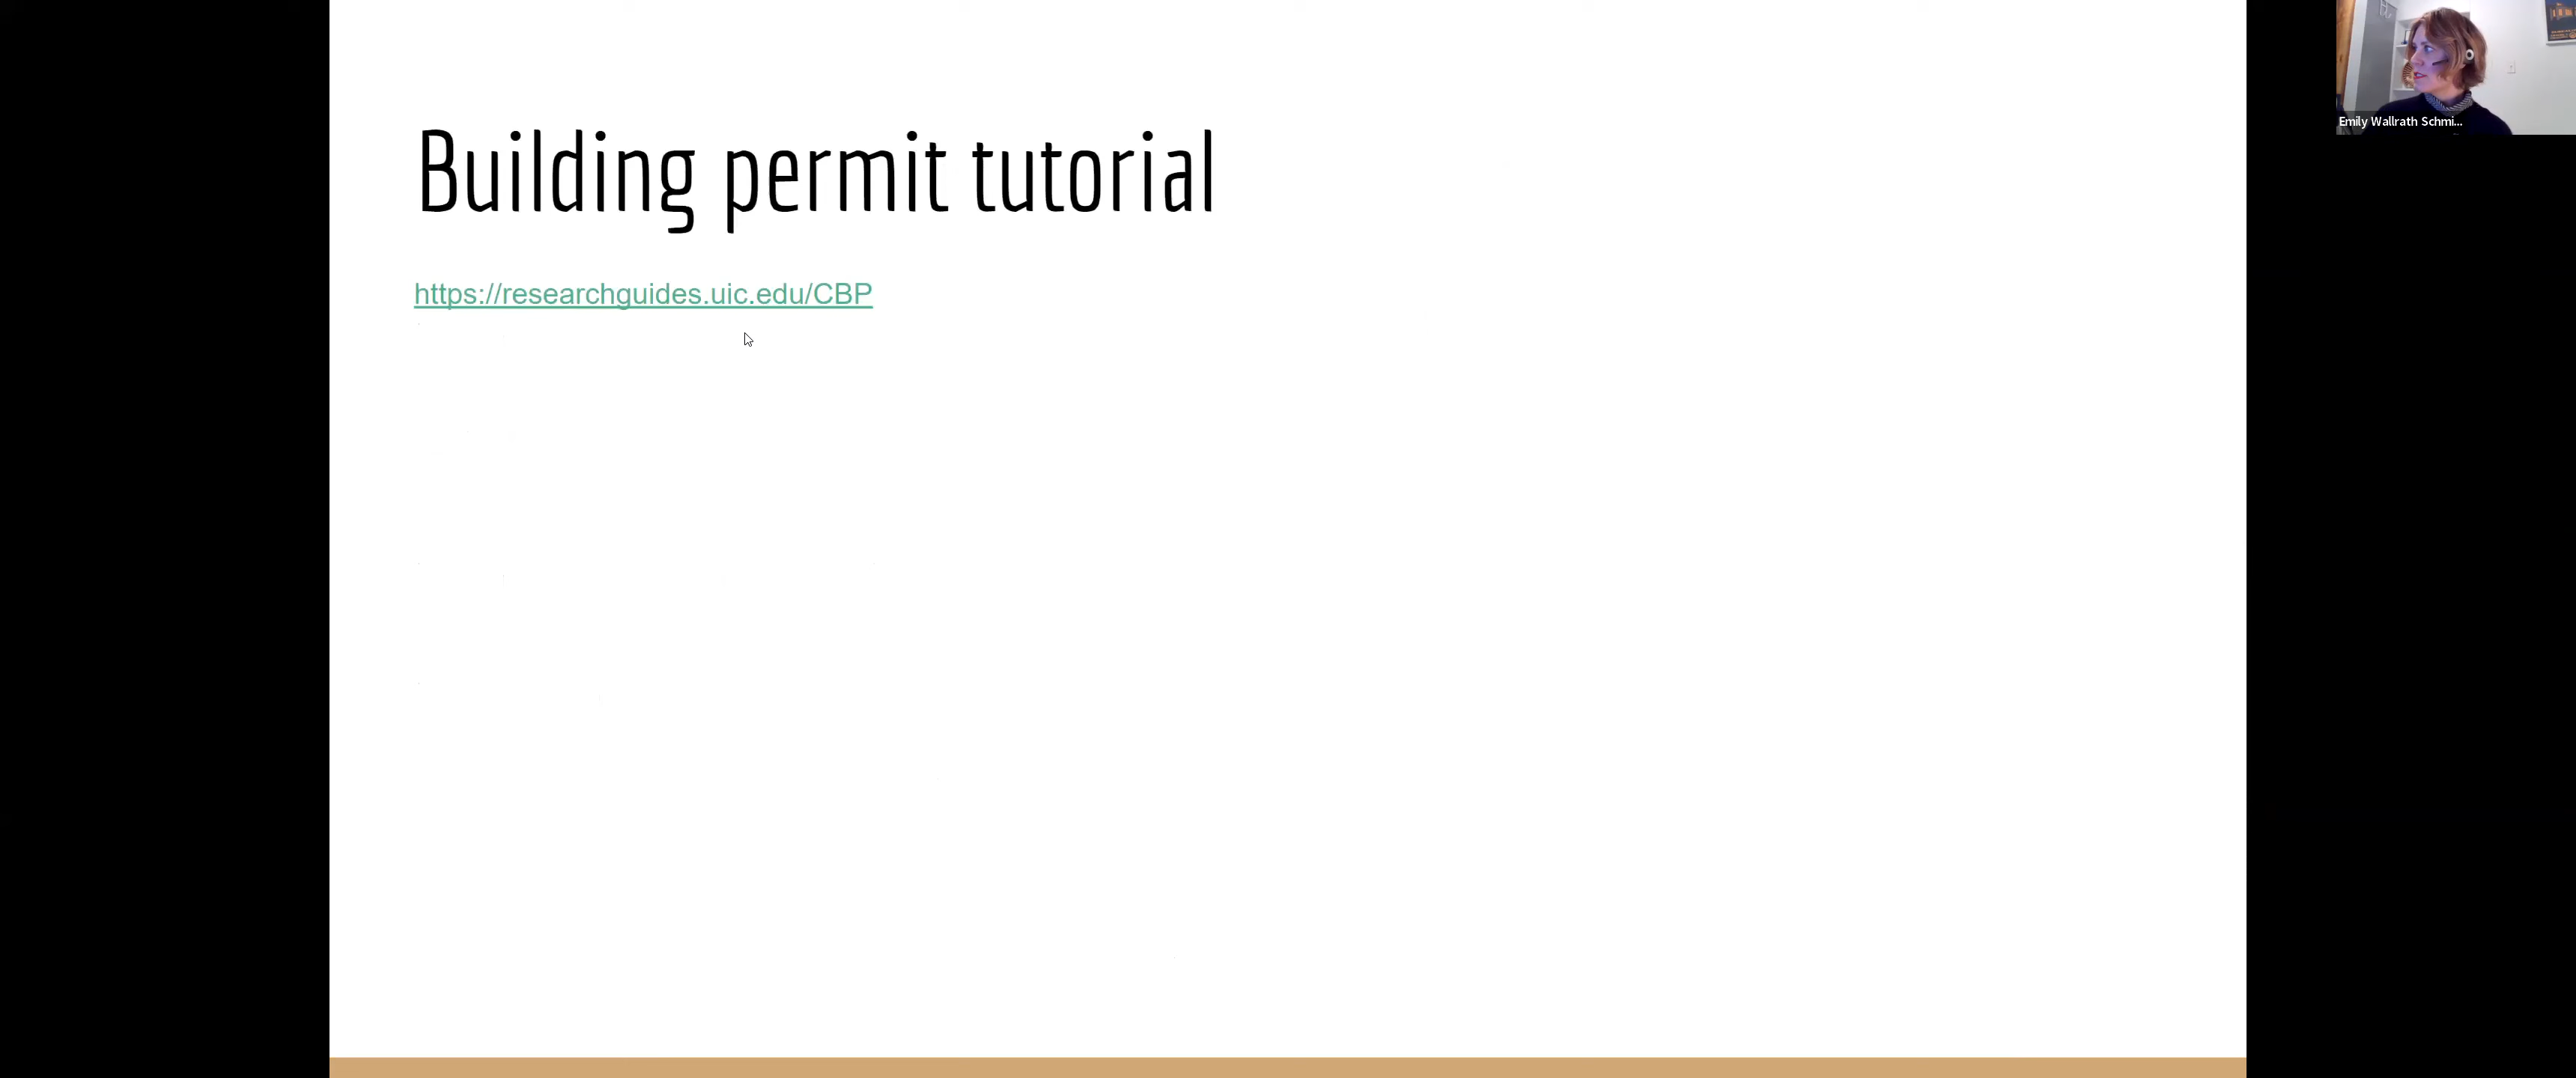 Building permit tutorial
https://researchguides.uic.edu/CBP
Emily Wallrath Schmi...